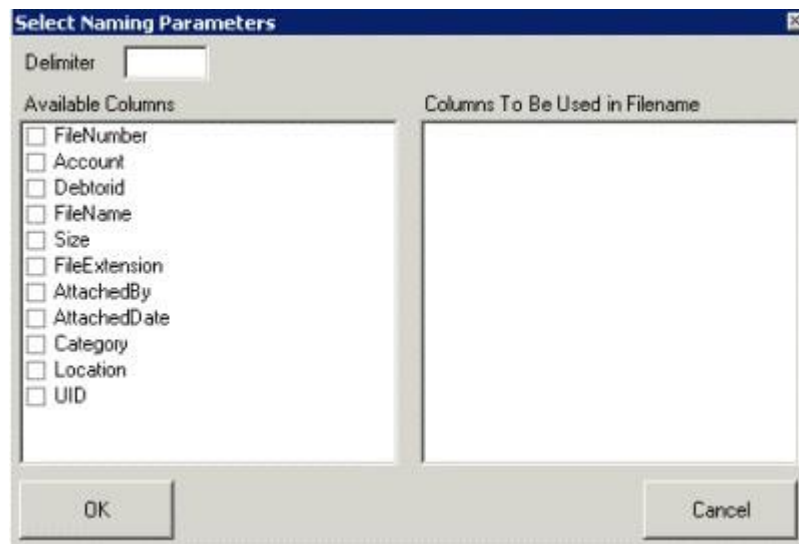 Select Naming Parameters
Delimiter
Available Columns
Columns To Be Used in Filename
FileNumber
Account
Debtorid
FileName
Size
FileExtension
AttachedBy
AttachedDate
Category
Location
UID
OK
Cancel